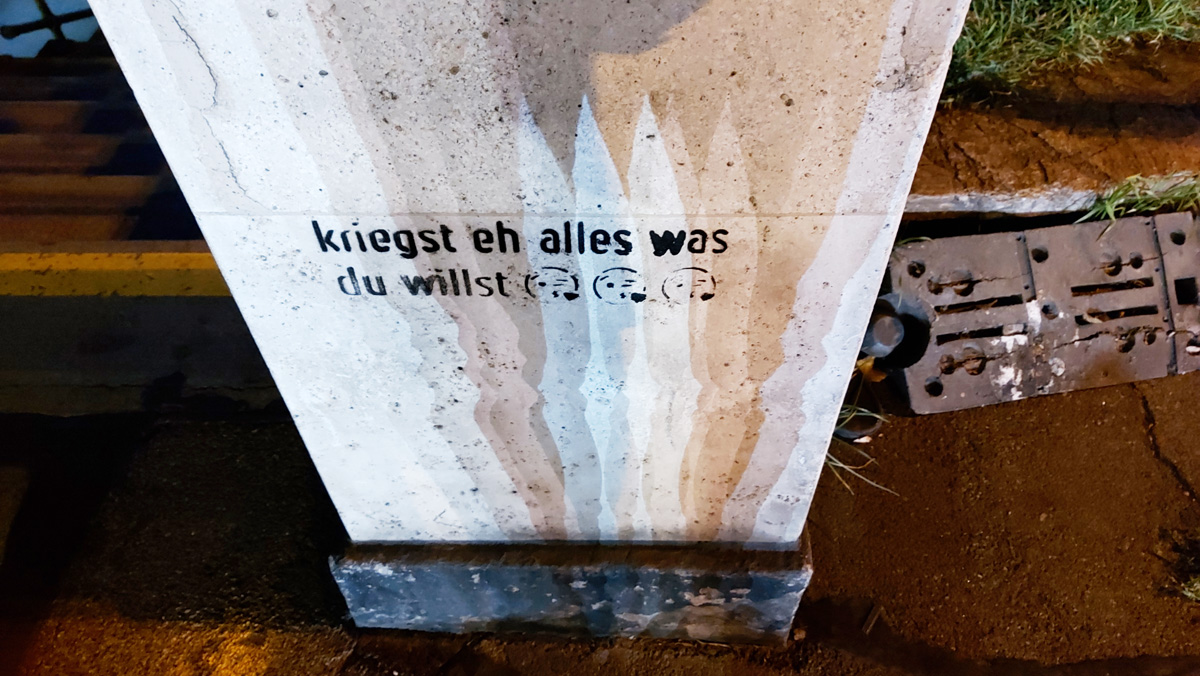 kriegst eh alles was
du willst 😘😘😘